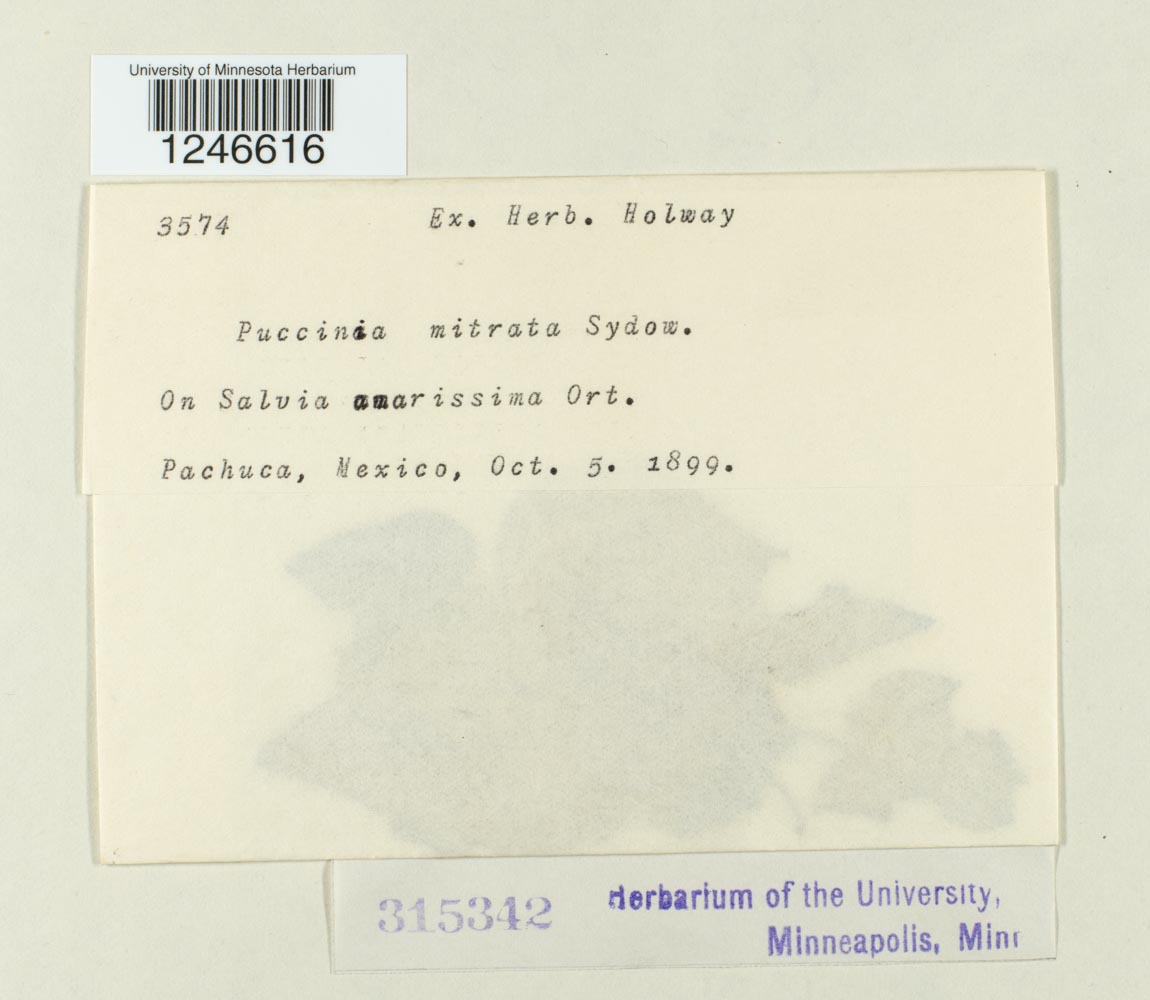 University of Minnesota Herbarium
1246616
3574 Ex. Herb. Holway
Puccinia mitrata Sydow.
On Salvia amarissima Ort.
Pachuca, Mexico, Oct. 5. 1899.
315342 Herbarium of the University,
Minneapolis, Minn